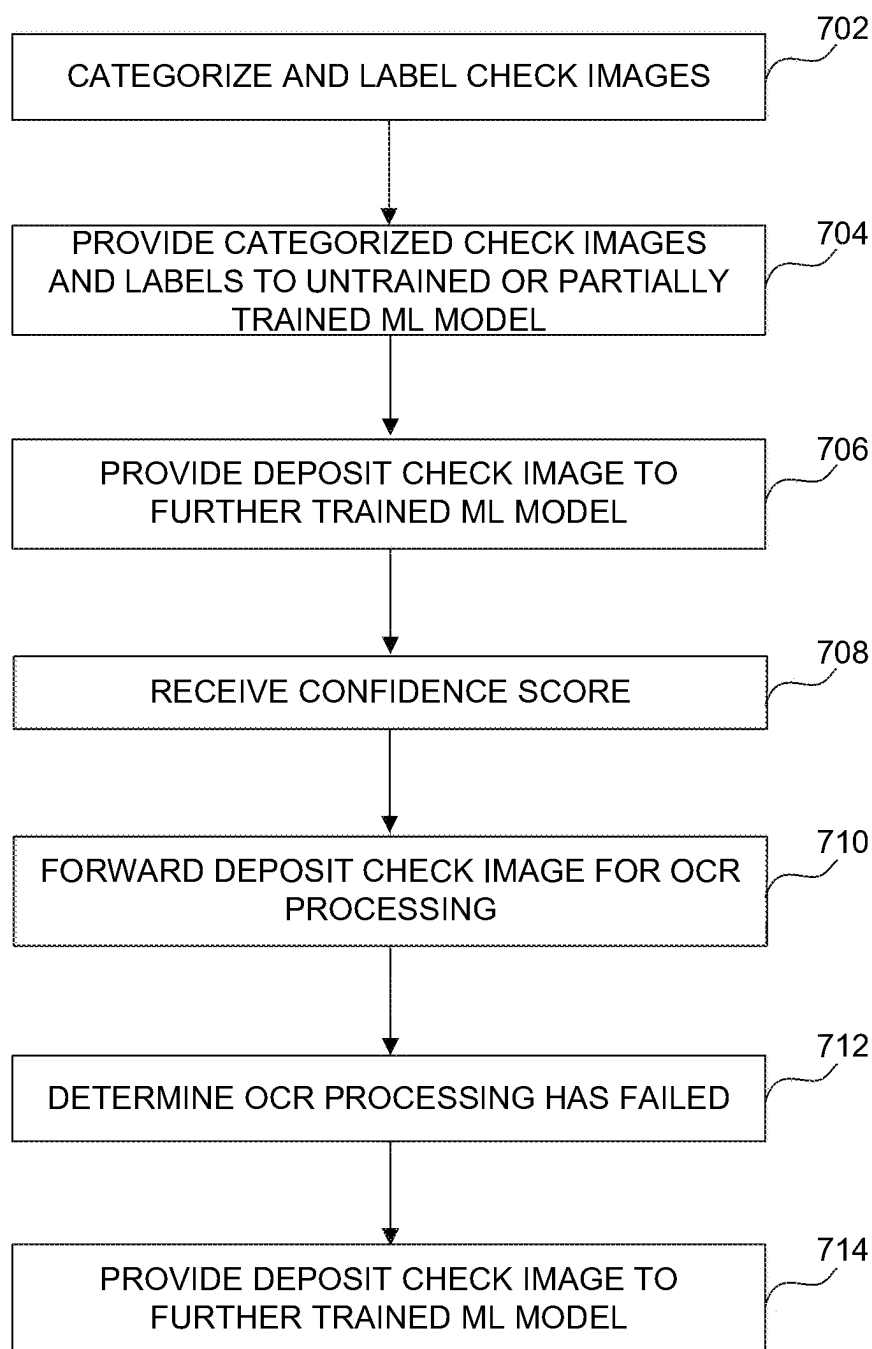 702
CATEGORIZE AND LABEL CHECK IMAGES
704
PROVIDE CATEGORIZED CHECK IMAGES
AND LABELS TO UNTRAINED OR PARTIALLY
TRAINED ML MODEL
706
PROVIDE DEPOSIT CHECK IMAGE TO
FURTHER TRAINED ML MODEL
708
RECEIVE CONFIDENCE SCORE
710
FORWARD DEPOSIT CHECK IMAGE FOR OCR
PROCESSING
712
DETERMINE OCR PROCESSING HAS FAILED
714
PROVIDE DEPOSIT CHECK IMAGE TO
FURTHER TRAINED ML MODEL